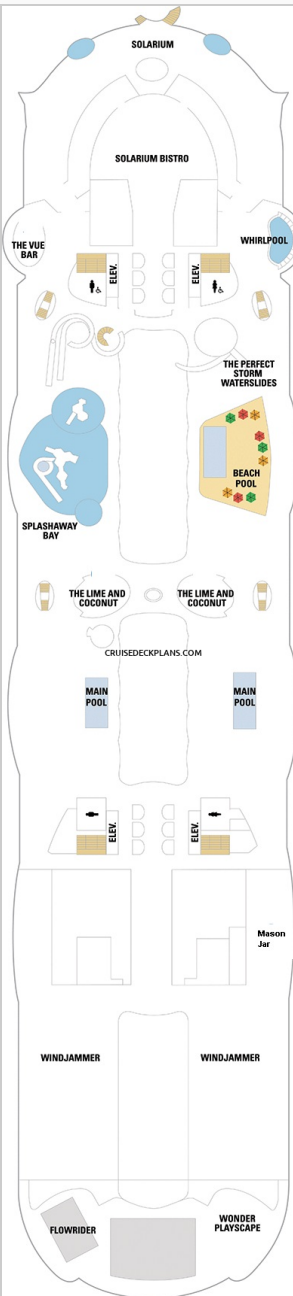 SOLARIUM
SOLARIUM BISTRO
THE VUE
BAR
WHIRLPOOL
ELEV.
ELEV.
THE PERFECT
STORM
WATERSLIDES
BEACH
POOL
SPLASHAWAY
BAY
THE LIME AND
COCONUT
THE LIME AND
COCONUT
CRUISEDECKPLANS.COM
MAIN
POOL
MAIN
POOL
ELEV.
ELEV.
Mason
Jar
WINDJAMMER
WINDJAMMER
FLOWRIDER
WONDER
PLAYSCAPE